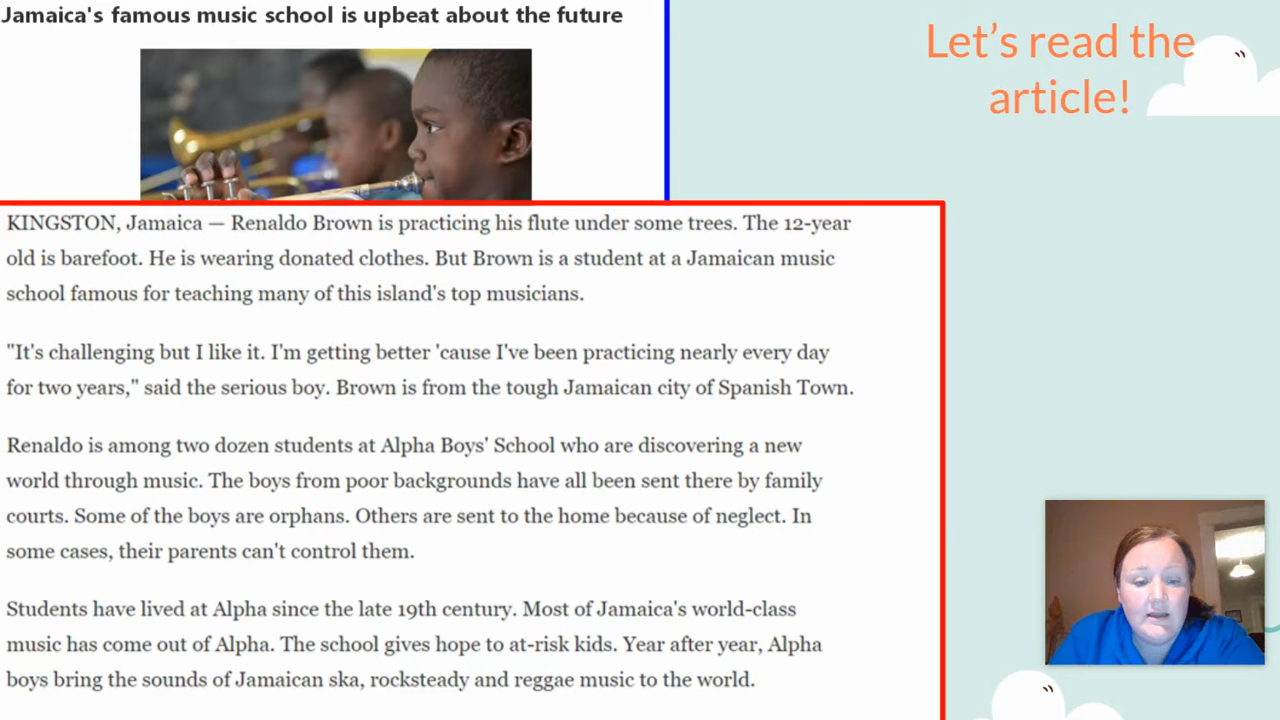 Jamaica's famous music school is upbeat about the future
Let's read the
article!
KINGSTON, Jamaica — Renaldo Brown is practicing his flute under some trees. The 12-year
old is barefoot. He is wearing donated clothes. But Brown is a student at a Jamaican music
school famous for teaching many of this island's top musicians.
"It's challenging but I like it. I'm getting better 'cause I've been practicing nearly every day
for two years," said the serious boy. Brown is from the tough Jamaican city of Spanish Town.
Renaldo is among two dozen students at Alpha Boys' School who are discovering a new
world through music. The boys from poor backgrounds have all been sent there by family
courts. Some of the boys are orphans. Others are sent to the home because of neglect. In
some cases, their parents can't control them.
Students have lived at Alpha since the late 19th century. Most of Jamaica's world-class
music has come out of Alpha. The school gives hope to at-risk kids. Year after year, Alpha
boys bring the sounds of Jamaican ska, rocksteady and reggae music to the world.